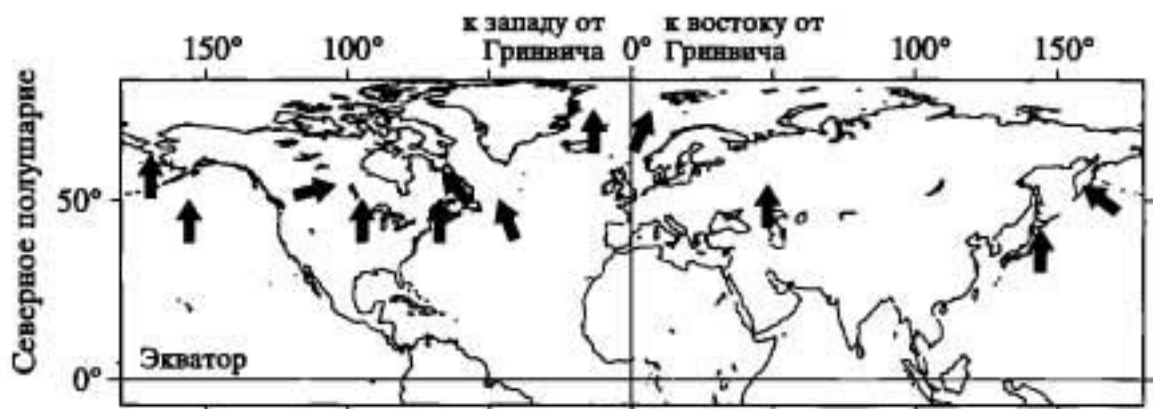 к западу от
Гринвича
к востоку от
Гринвича
150°
100°
0°
100°
150°
Северное полушарие
50°
Экватор
0°